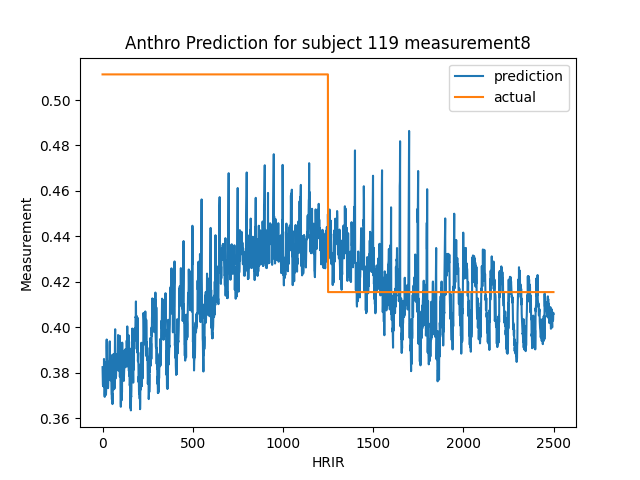 Anthro Prediction for subject 119 measurement8
prediction
actual
Measurement
0.50
0.48
0.46
0.44
0.42
0.40
0.38
0.36
0
500
1000
1500
2000
2500
HRIR